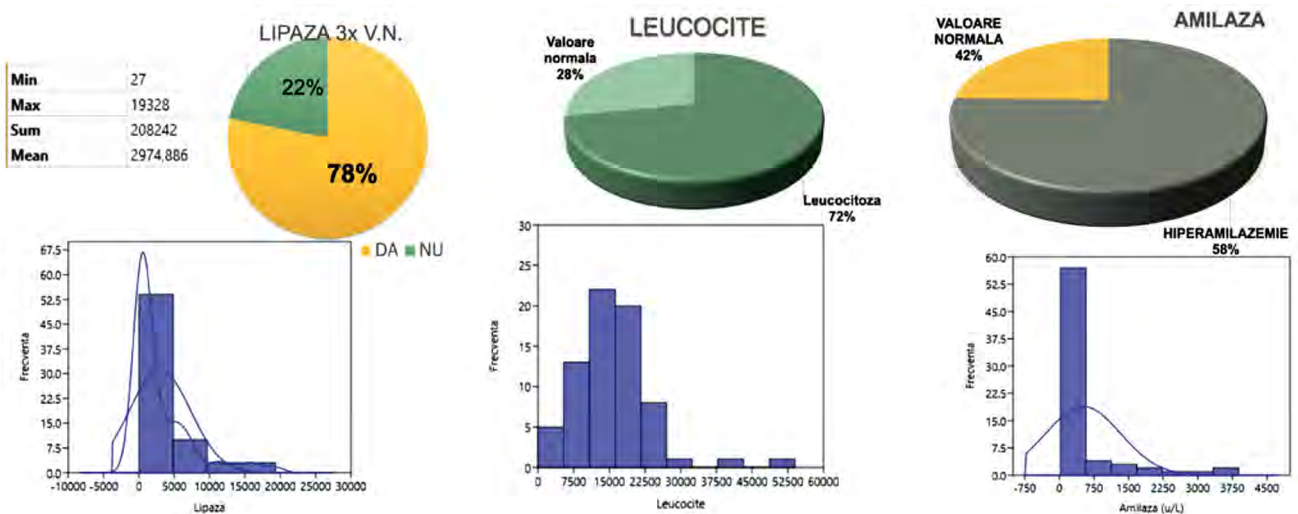 LIPAZA 3x V.N.
Min 27
Max 19328
Sum 208242
Mean 2974,886
22%
78%
DA NU
67.5
60.0
52.5
45.0
37.5
30.0
22.5
15.0
7.5
0.0
Frecventa
-10000 -5000 0 5000 10000 15000 20000 25000 30000
Lipaza
LEUCOCITE
Valoare
normala
28%
Leucocitoza
72%
30
25
20
15
10
5
0
Frecventa
0 7500 15000 22500 30000 37500 45000 52500 60000
Leucocite
AMILAZA
VALOARE
NORMALA
42%
HIPERAMILAZEMIE
58%
60.0
52.5
45.0
37.5
30.0
22.5
15.0
7.5
0.0
Frecventa
-750 0 750 1500 2250 3000 3750 4500
Amilaza (u/L)